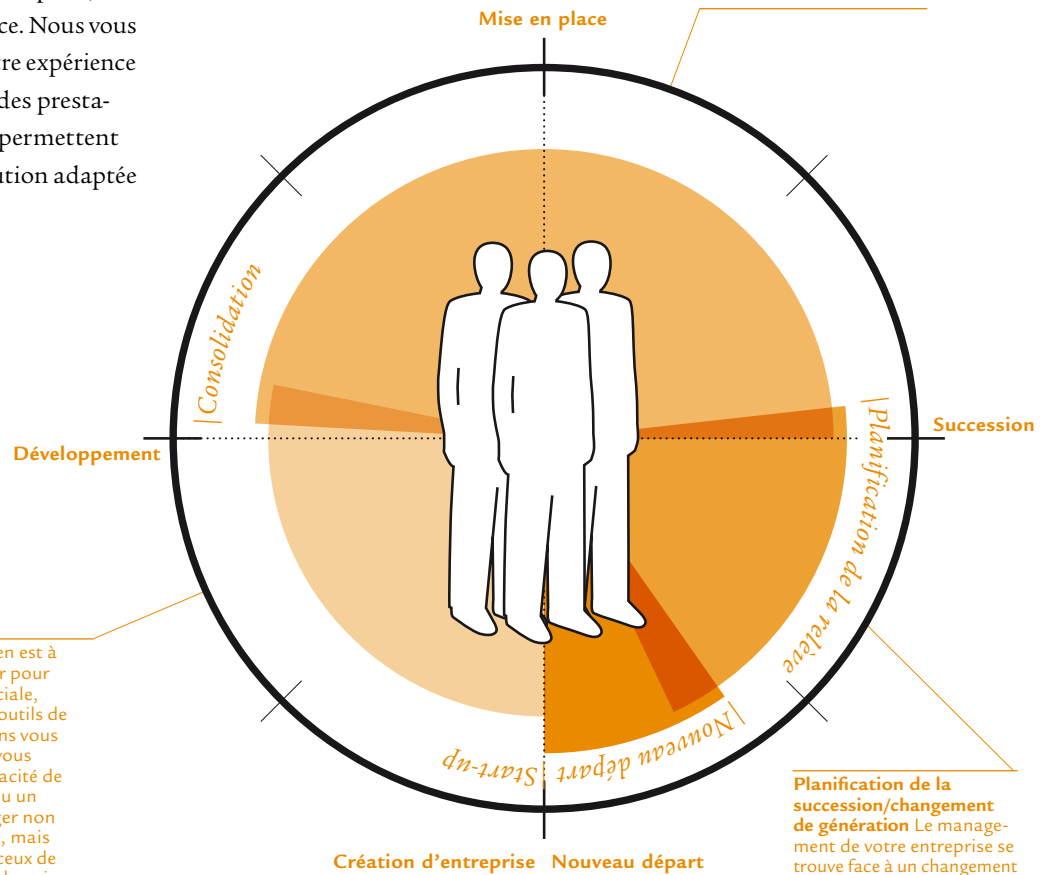 ce. Nous vous
tre expérience
des presta-
permettent
ution adaptée
Mise en place
|Consolidation
Développement
Succession
|Planification de la relève
|Nouveau départ
|Start-up
Création d’entreprise Nouveau départ
en est à
r pour
ciale,
outils de
ns vous
vous
acité de
u un
ger non
, mais
ceux de
Planification de la
succession/changement
de génération Le manage-
ment de votre entreprise se
trouve face à un changement